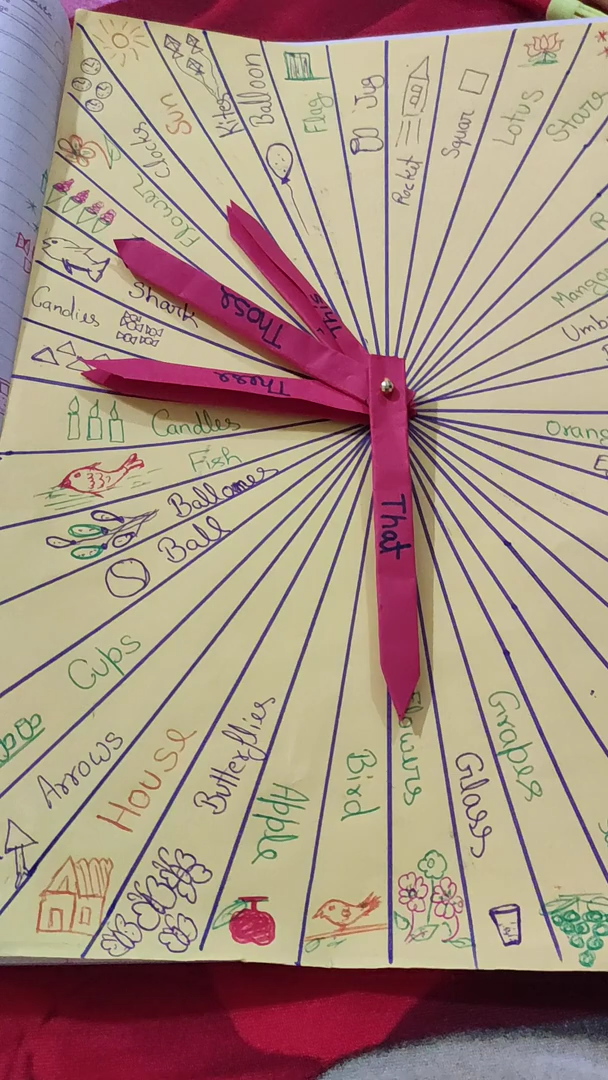 Sun
Kites
Balloon
Flag
Jug
Rocket
Squar
Lotus
Stars
Clocks
Flower
Shark
Candies
Candles
Fish
Ballones
Ball
Cups
Arrows
House
Butterflies
Apple
Bird
Flowers
Glass
Grapes
Orang
Umb
Mango
This
Those
These
That